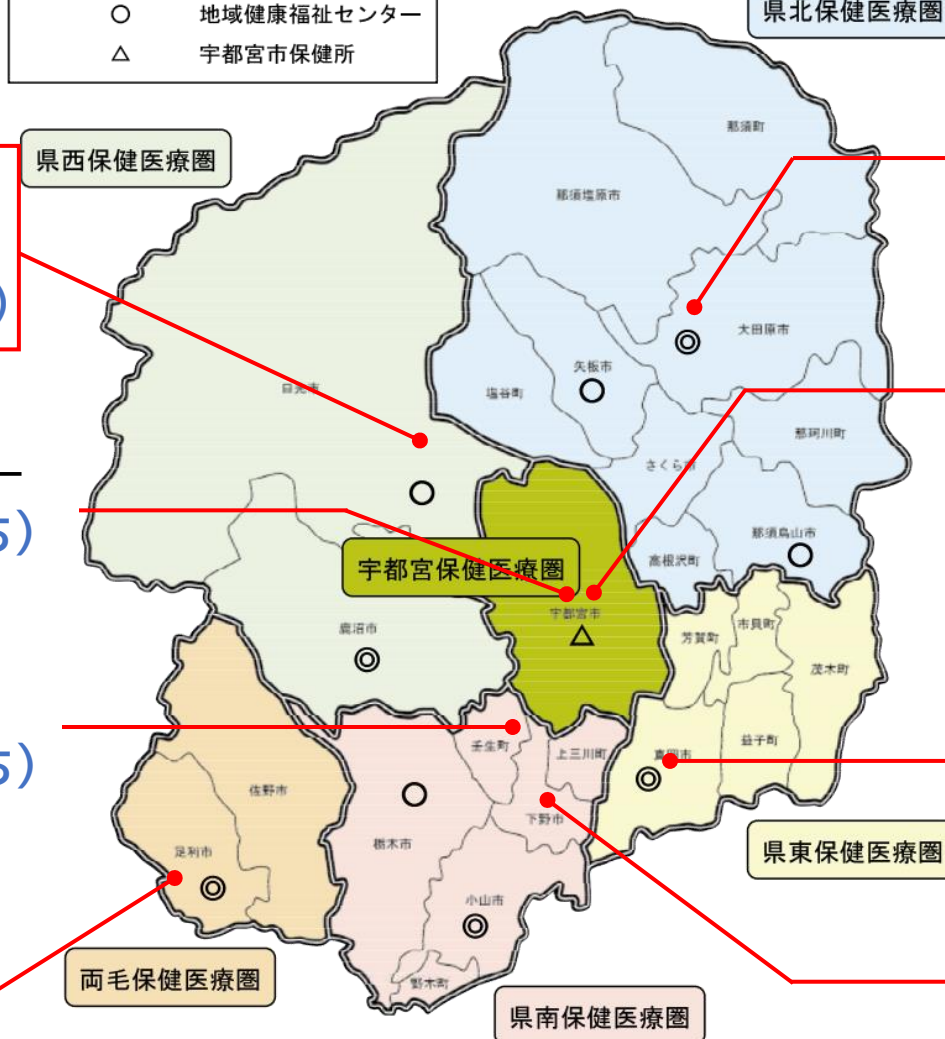 地域健康福祉センター
宇都宮市保健所
県北保健医療圏
県西保健医療圏
那須町
那須塩原市
)
大田原市
矢板市
塩谷町
日光市
那珂川町
さくら市
ち)
那須烏山市
高根沢町
宇都宮保健医療圏
宇都宮市
市貝町
鹿沼市
芳賀町
茂木町
壬生町
上三川町
益子町
真岡市
ち)
佐野市
下野市
栃木市
足利市
県東保健医療圏
小山市
両毛保健医療圏
野木町
県南保健医療圏